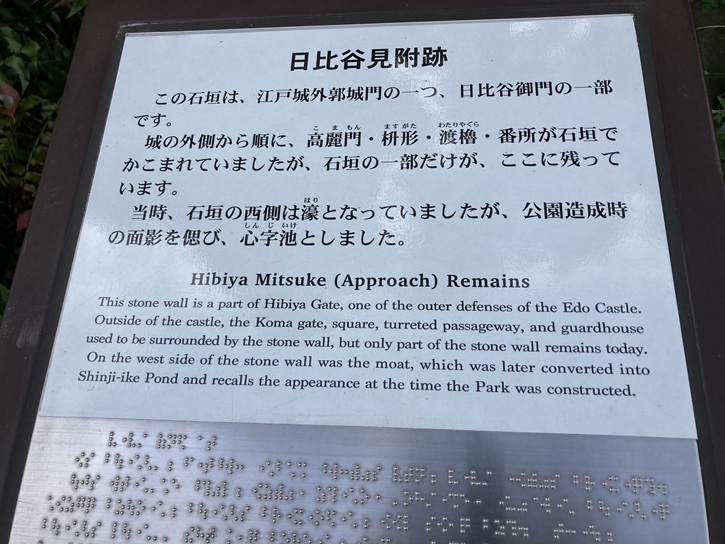 日比谷見附跡
この石垣は、江戸城外郭城門の一つ、日比谷御門の一部
です。
城の外側から順に、高麗門・枡形・渡櫓・番所が石垣で
かこまれていましたが、石垣の一部だけが、ここに残って
います。
当時、石垣の西側は濠となっていましたが、公園造成時
の面影を偲び、心字池としました。
Hibiya Mitsuke (Approach) Remains
This stone wall is a part of Hibiya Gate, one of the outer defenses of the Edo Castle.
Outside of the castle, the Koma gate, square, turreted passageway, and guardhouse
used to be surrounded by the stone wall, but only part of the stone wall remains today.
On the west side of the stone wall was the moat, which was later converted into
Shinji-ike Pond and recalls the appearance at the time the Park was constructed.